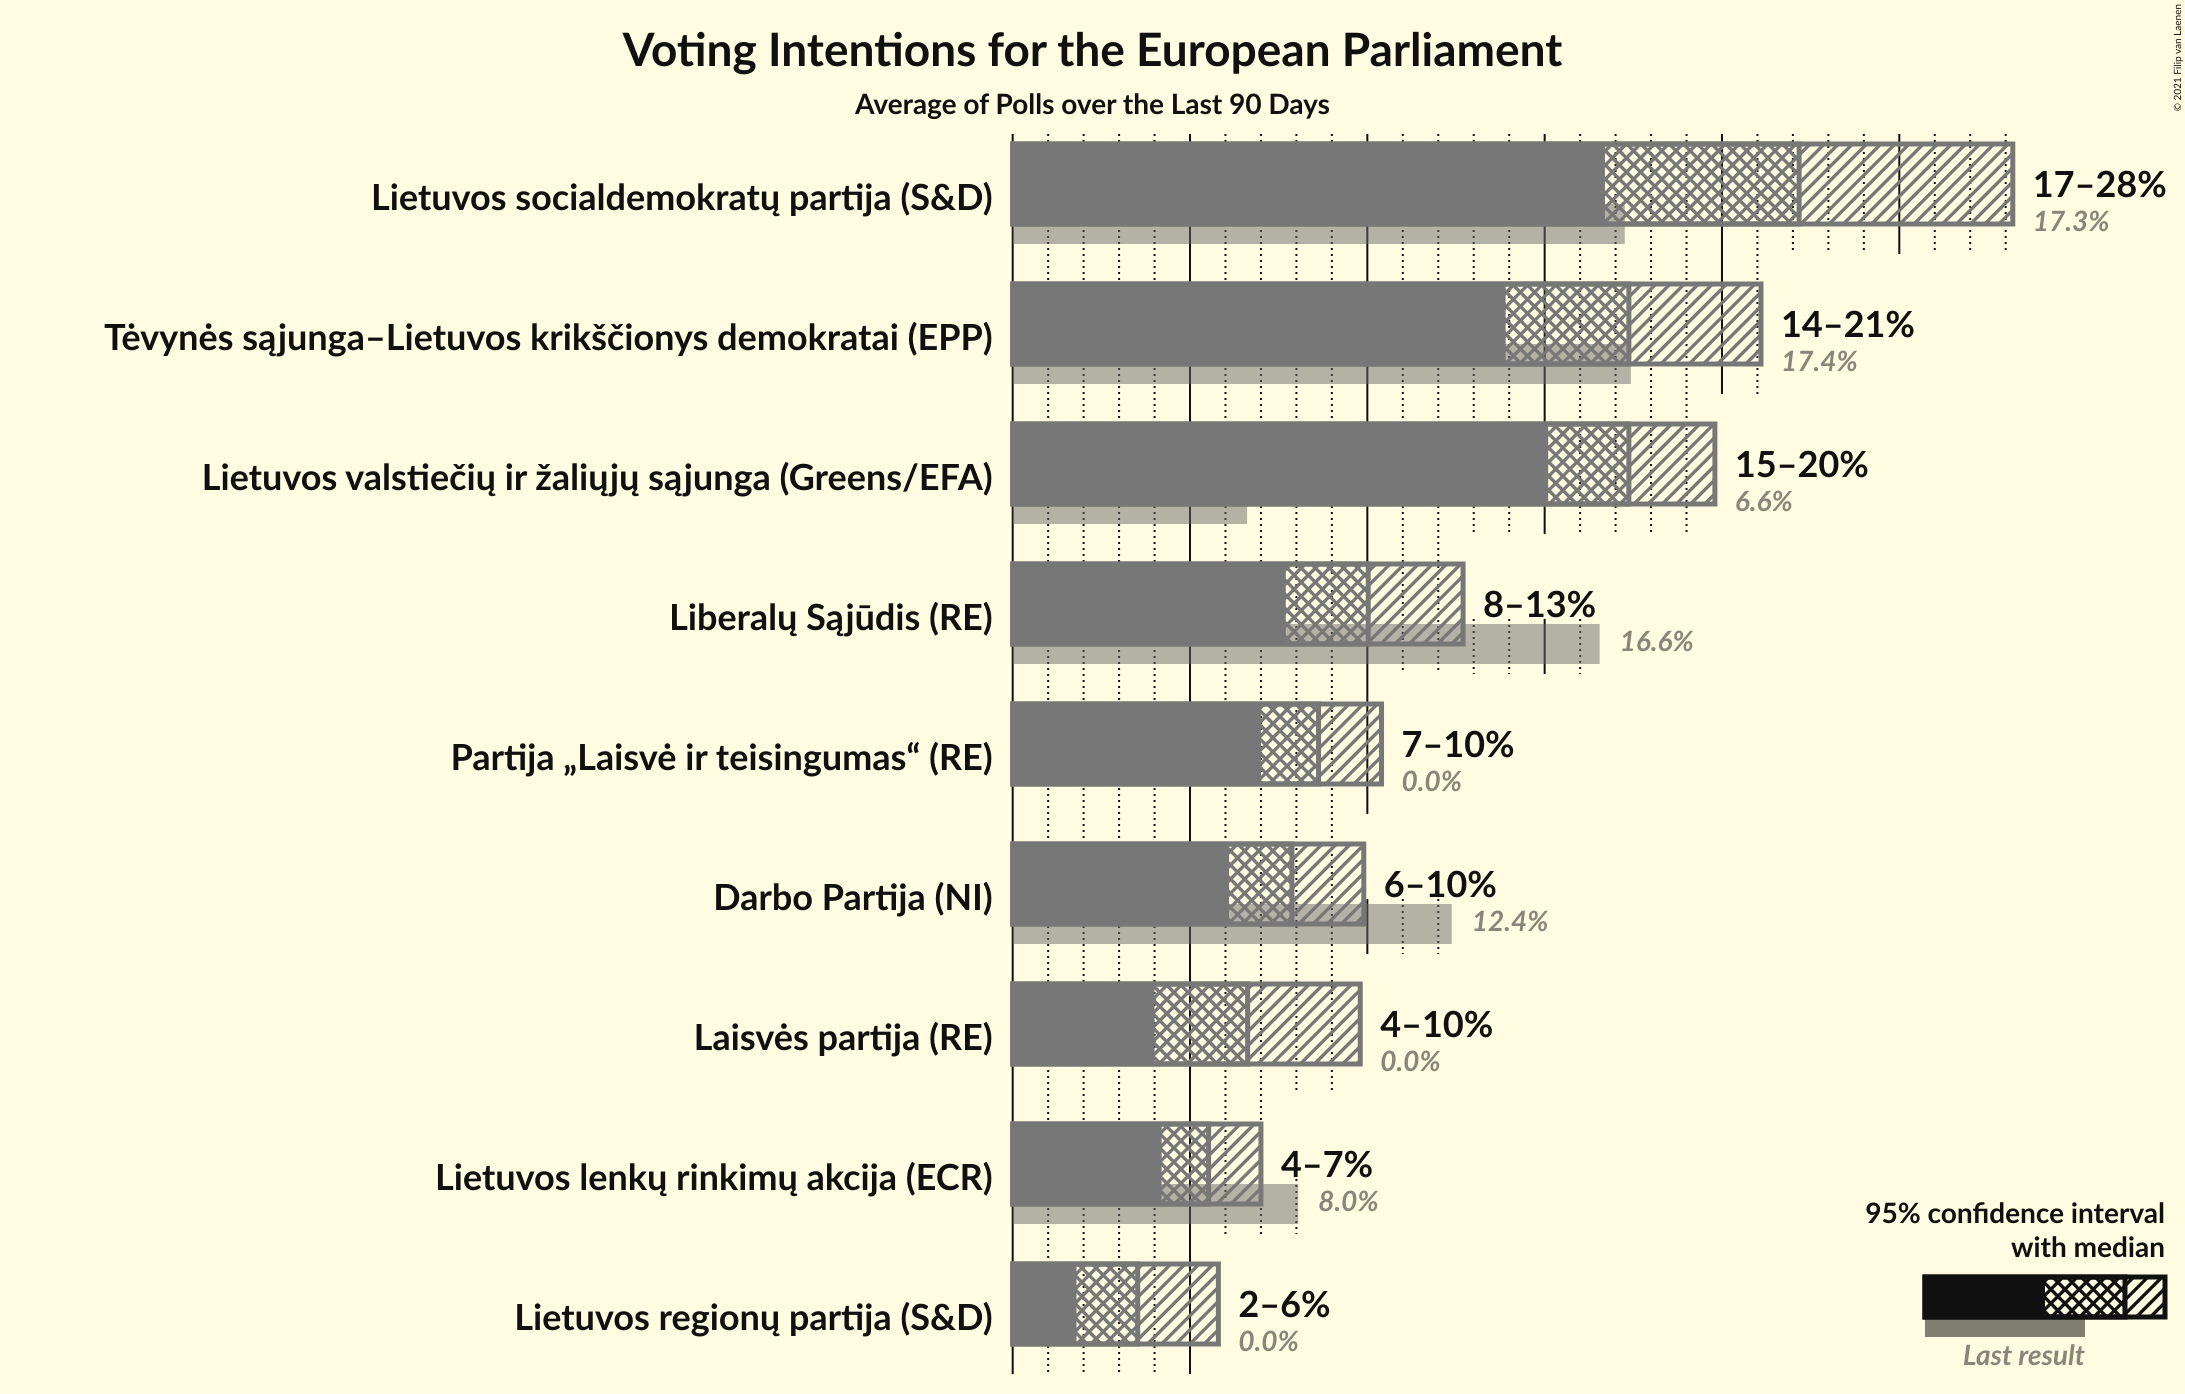 Voting Intentions for the European Parliament
Average of Polls over the Last 90 Days
© 2021 Filip van Laenen
Lietuvos socialdemokratų partija (S&D)
17–28%
17.3%
Tėvynės sąjunga–Lietuvos krikščionys demokratai (EPP)
14–21%
17.4%
Lietuvos valstiečių ir žaliųjų sąjunga (Greens/EFA)
15–20%
6.6%
Liberalų Sąjūdis (RE)
8–13%
16.6%
Partija „Laisvė ir teisingumas“ (RE)
7–10%
0.0%
Darbo Partija (NI)
6–10%
12.4%
Laisvės partija (RE)
4–10%
0.0%
Lietuvos lenkų rinkimų akcija (ECR)
4–7%
8.0%
Lietuvos regionų partija (S&D)
2–6%
0.0%
95% confidence interval
with median
Last result